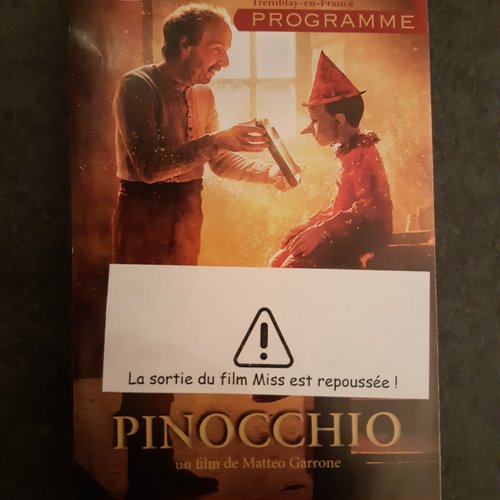 Tremblay-en-France
PROGRAMME
La sortie du film Miss est repoussée !
PINOCCHIO
un film de Matteo Garrone